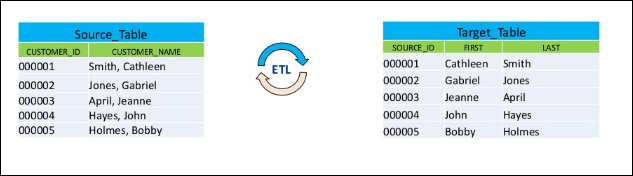 Source_Table
CUSTOMER_ID CUSTOMER_NAME
000001 Smith, Cathleen
000002 Jones, Gabriel
000003 April, Jeanne
000004 Hayes, John
000005 Holmes, Bobby
ETL
Target_Table
SOURCE_ID FIRST LAST
000001 Cathleen Smith
000002 Gabriel Jones
000003 Jeanne April
000004 John Hayes
000005 Bobby Holmes